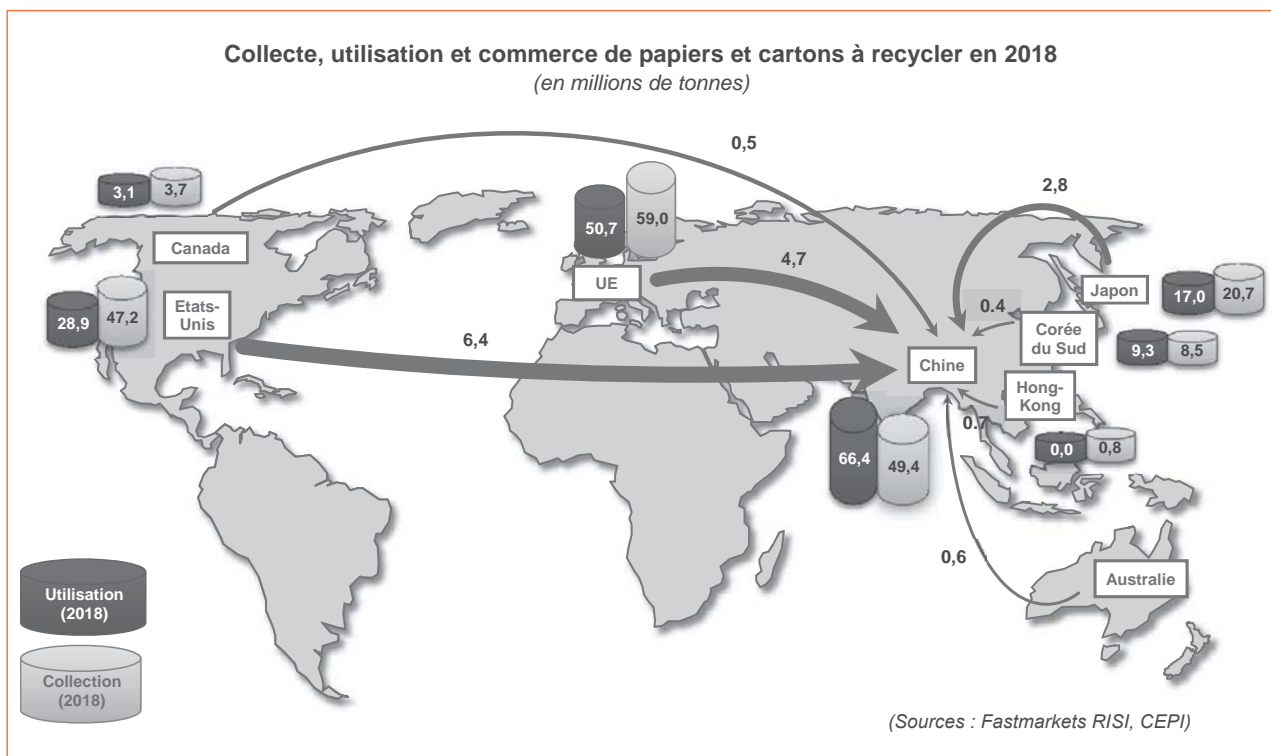 Collecte, utilisation et commerce de papiers et cartons à recycler en 2018
(en millions de tonnes)
0,5
3,1
3,7
2,8
50,7
59,0
Canada
4,7
UE
Japon
17,0
20,7
28,9
47,2
Etats-
Unis
0.4
6,4
Corée
du Sud
9,3
8,5
Chine
Hong-
Kong
0.7
66,4
49,4
0,0
0,8
0,6
Australie
Utilisation
(2018)
Collection
(2018)
(Sources : Fastmarkets RISI, CEPI)